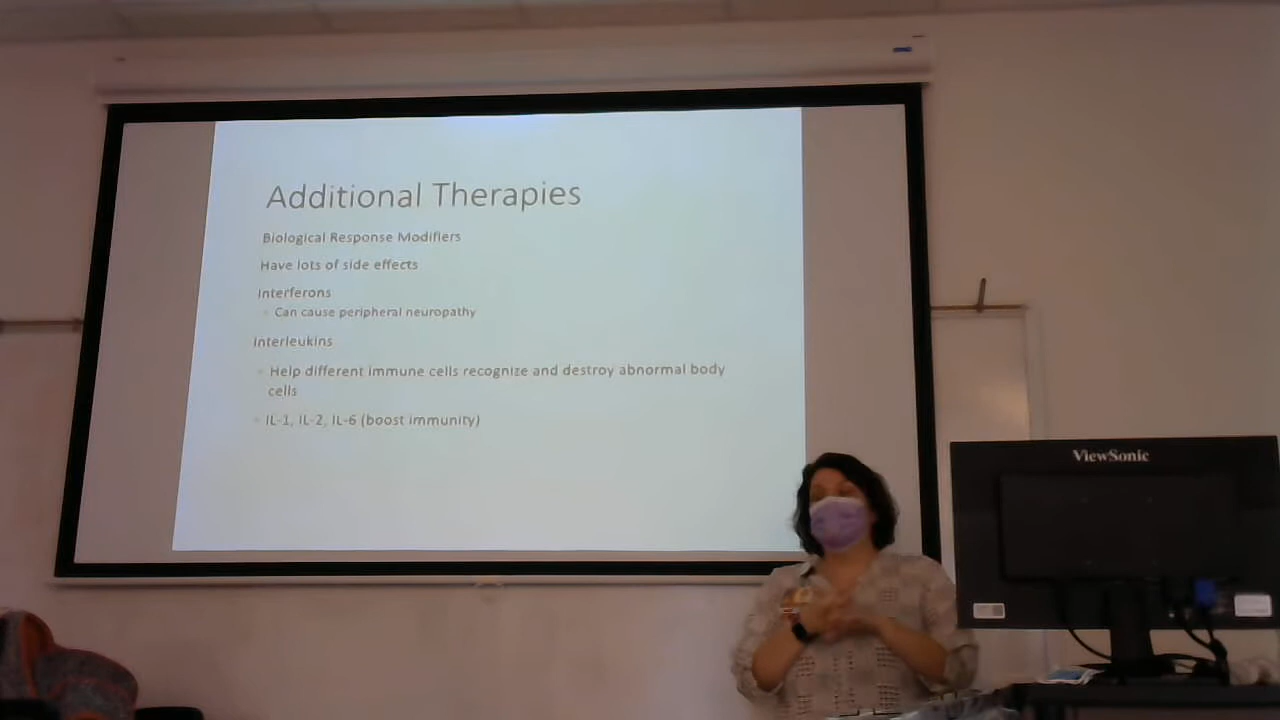 Additional Therapies
Biological Response Modifiers
Have lots of side effects
Interferons
Can cause peripheral neuropathy
Interleukins
Help different immune cells recognize and destroy abnormal body
cells
IL-1, IL-2, IL-6 (boost immunity)
ViewSonic